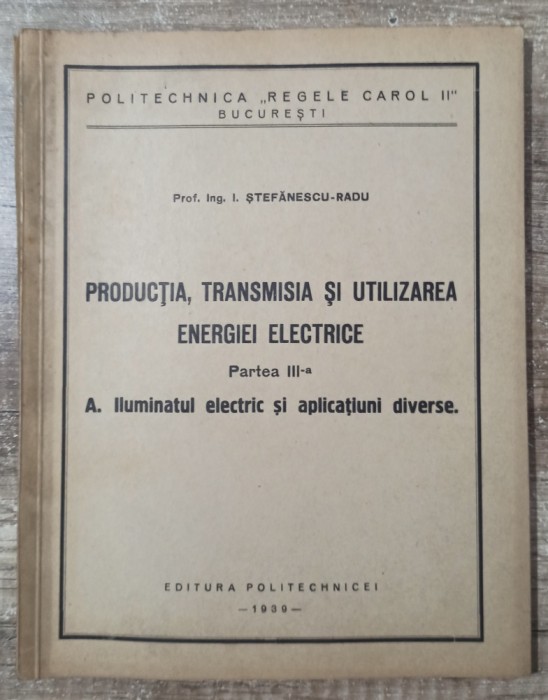 POLITECHNICA „REGELE CAROL II"
BUCUREȘTI
Prof. Ing. I. ȘTEFĂNESCU-RADU
PRODUCȚIA, TRANSMISIA ȘI UTILIZAREA
ENERGIEI ELECTRICE
Partea III-a
A. Iluminatul electric și aplicațiuni diverse.
EDITURA POLITECHNICEI
— 1939 —